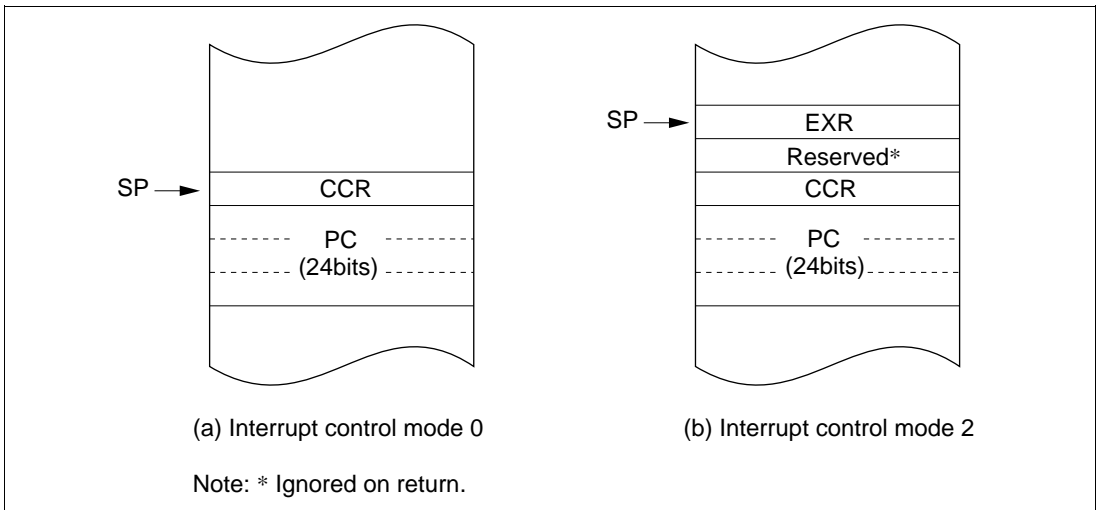 SP
CCR
PC
(24bits)
(a) Interrupt control mode 0
SP
EXR
Reserved*
CCR
PC
(24bits)
(b) Interrupt control mode 2
Note: * Ignored on return.